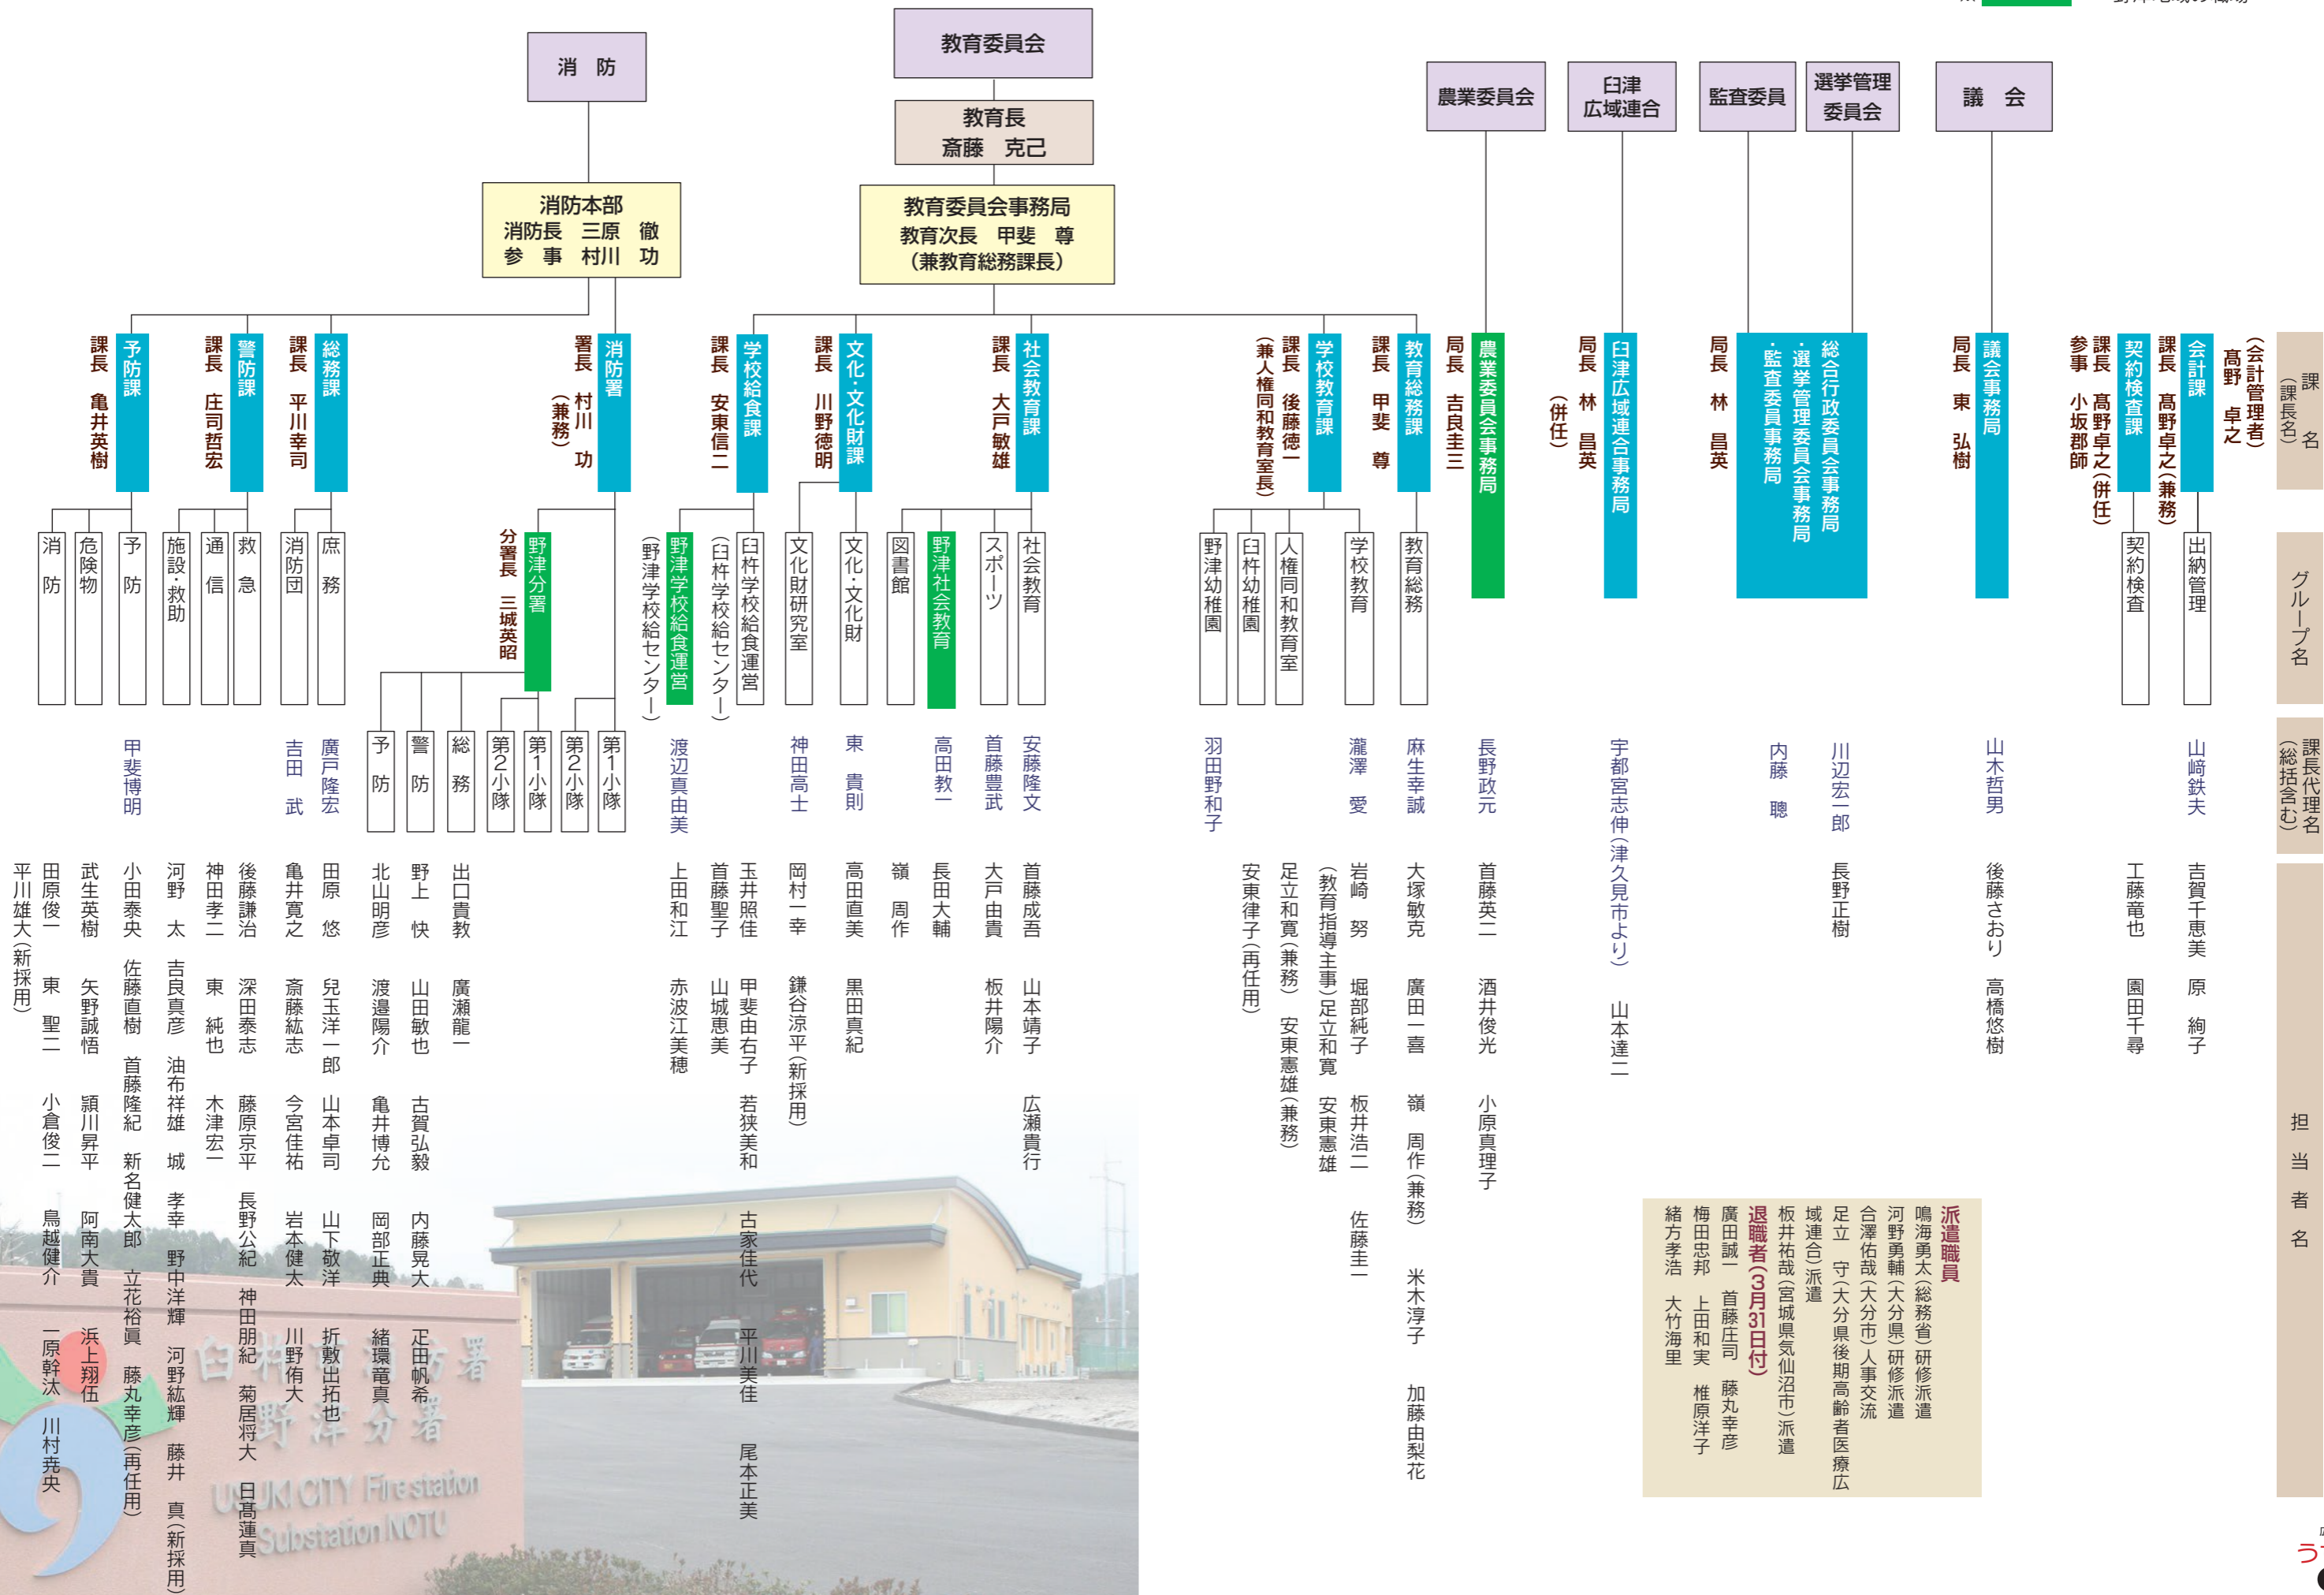 野津地域の職場
課名
(課長名)
グループ名
課長代理名
(総括含む)
担当者名
(会計管理者)
髙野 卓之
会計課
課長 髙野卓之(兼務)
出納管理
山﨑鉄夫
吉賀千恵美 原 絢子
契約検査課
課長 髙野卓之(併任)
参事 小坂郡師
契約検査
工藤竜也 園田千尋
議 会
議会事務局
局長 東 弘樹
山木哲男
後藤さおり 高橋悠樹
選挙管理
委員会
監査委員
総合行政委員会事務局
・選挙管理委員会事務局
・監査委員事務局
局長 林 昌英
川辺宏一郎
長野正樹
内藤 聰
臼津
広域連合
臼津広域連合事務局
局長 林 昌英
(併任)
宇都宮志伸(津久見市より) 山本達二
農業委員会
農業委員会事務局
局長 吉良圭三
長野政元
首藤英二 酒井俊光 小原真理子
教育委員会
教育長
斎藤 克己
教育委員会事務局
教育次長 甲斐 尊
(兼教育総務課長)
教育総務課
課長 甲斐 尊
教育総務
麻生幸誠
大塚敏克 廣田一喜 嶺 周作(兼務) 米木淳子 加藤由梨花
学校教育課
課長 後藤徳一
(兼人権同和教育室長)
学校教育
瀧澤 愛
岩崎 努 堀部純子 板井浩二 佐藤圭一
(教育指導主事)足立和寛 安東憲雄
人権同和教育室
足立和寛(兼務) 安東憲雄(兼務)
臼杵幼稚園
安東律子(再任用)
野津幼稚園
羽田野和子
社会教育課
課長 大戸敏雄
社会教育
安藤隆文
首藤成吾 山本靖子 広瀬貴行
スポーツ
首藤豊武
大戸由貴 板井陽介
野津社会教育
高田教一
長田大輔
図書館
嶺 周作
文化・文化財課
課長 川野徳明
文化・文化財
東 貴則
高田直美 黒田真紀
文化財研究室
神田高士
岡村一幸 鎌谷涼平(新採用)
学校給食課
課長 安東信二
臼杵学校給食運営
(臼杵学校給センター)
玉井照佳 甲斐由右子 若狭美和 古家佳代 平川美佳 尾本正美
首藤聖子 山城恵美
野津学校給食運営
(野津学校給センター)
渡辺真由美
上田和江 赤波江美穂
消 防
消防本部
消防長 三原 徹
参 事 村川 功
消防署
署長 村川 功
(兼務)
第1小隊
第2小隊
野津分署
分署長 三城英昭
第1小隊
第2小隊
総 務
出口貴教 廣瀬龍一
警 防
野上 快 山田敏也 古賀弘毅 内藤晃大 疋田帆希
予 防
北山明彦 渡邉陽介 亀井博允 岡部正典 緒環竜真
総務課
課長 平川幸司
庶 務
廣戸隆宏
田原 悠 兒玉洋一郎 山本卓司 山下敬洋 折敷出拓也
消防団
吉田 武
亀井寛之 斎藤紘志 今宮佳祐 岩本健太 川野侑大
警防課
課長 庄司哲宏
救 急
後藤謙治 深田泰志 藤原京平 長野公紀 神田朋紀 菊居将大 日髙蓮真
通 信
神田孝二 東 純也 木津宏一
施設・救助
河野 太 吉良真彦 油布祥雄 城 孝幸 野中洋輝 河野紘輝 藤井 真(新採用)
予防課
課長 亀井英樹
予 防
甲斐博明
小田泰央 佐藤直樹 首藤隆紀 新名健太郎 立花裕眞 藤丸幸彦(再任用)
危険物
武生英樹 矢野誠悟 頴川昇平 阿南大貴 浜上翔伍
消 防
田原俊一 東 聖二 小倉俊二 鳥越健介 一原幹汰 川村尭央
平川雄大(新採用)
派遣職員
鳴海勇太(総務省)研修派遣
河野勇輔(大分県)研修派遣
合澤佑哉(大分市)人事交流
足立 守(大分県後期高齢者医療広
域連合)派遣
板井祐哉(宮城県気仙沼市)派遣
退職者(3月31日付)
廣田誠一 首藤庄司 藤丸幸彦
梅田忠邦 上田和実 椎原洋子
緒方孝浩 大竹海里
臼杵市消防署
野津分署
USUKI CITY Fire station
Substation NOTU